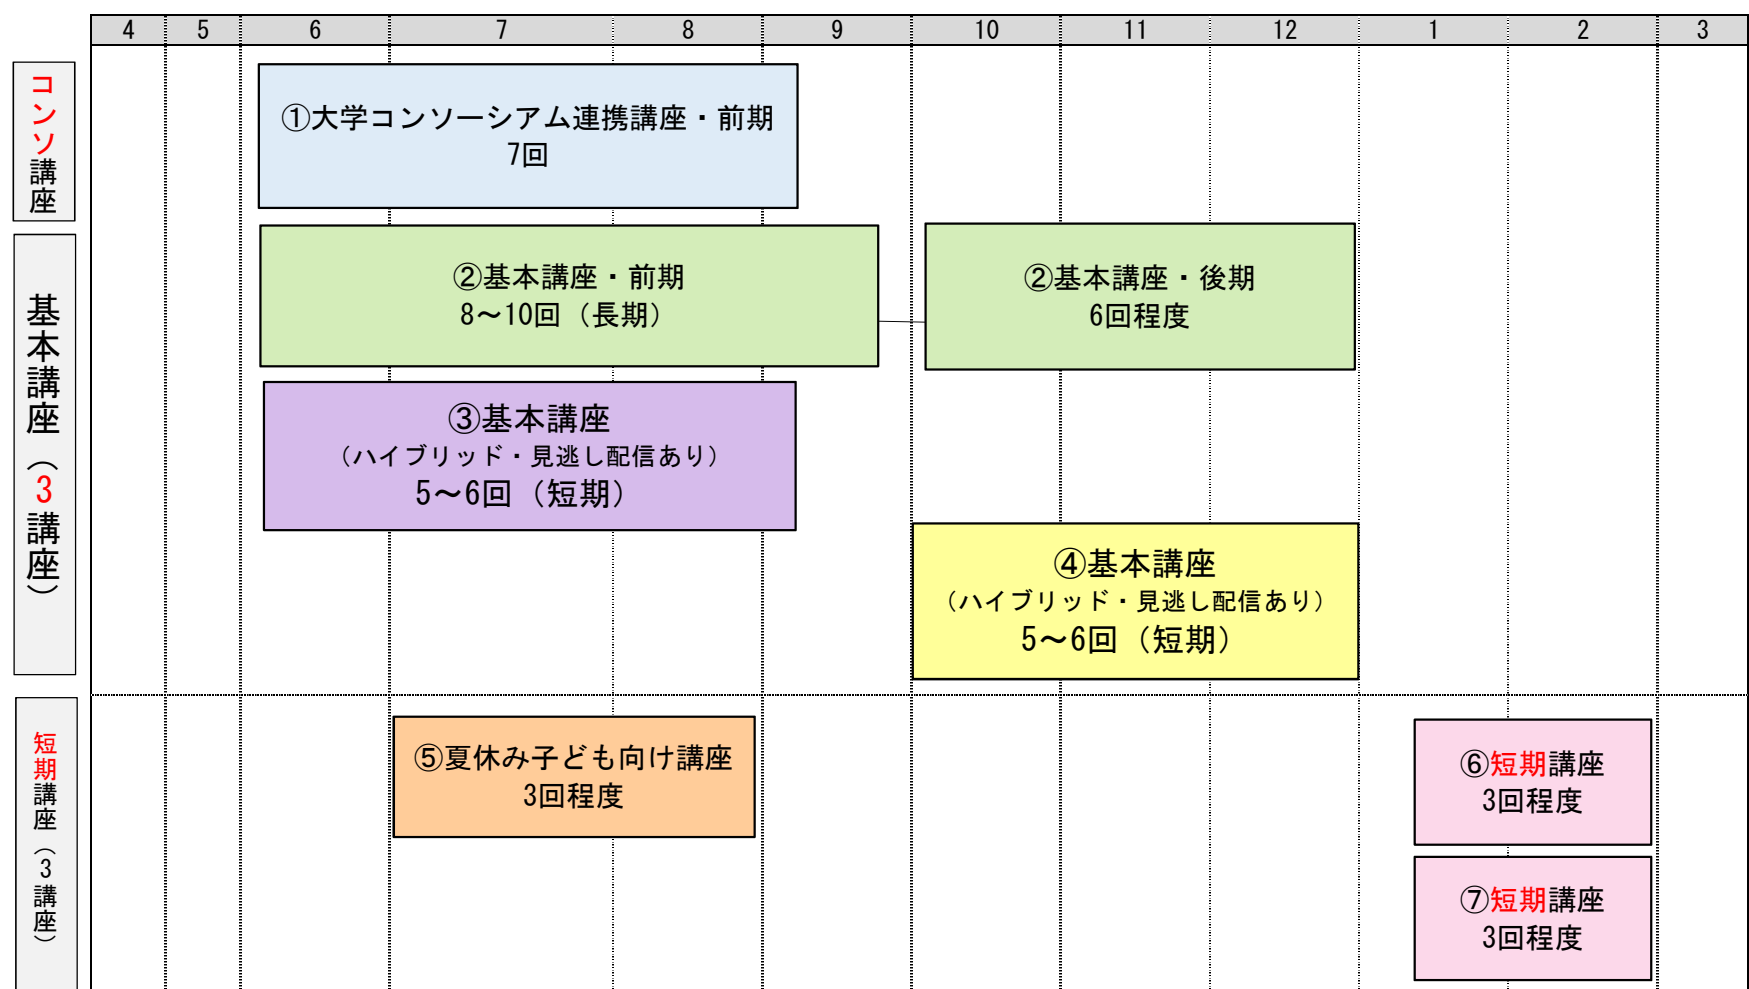 4 5 6 7 8 9 10 11 12 1 2 3
コンソ講座
①大学コンソーシアム連携講座・前期
7回
基本講座（3講座）
②基本講座・前期
8～10回（長期）
②基本講座・後期
6回程度
③基本講座
（ハイブリッド・見逃し配信あり）
5～6回（短期）
④基本講座
（ハイブリッド・見逃し配信あり）
5～6回（短期）
短期講座（3講座）
⑤夏休み子ども向け講座
3回程度
⑥短期講座
3回程度
⑦短期講座
3回程度